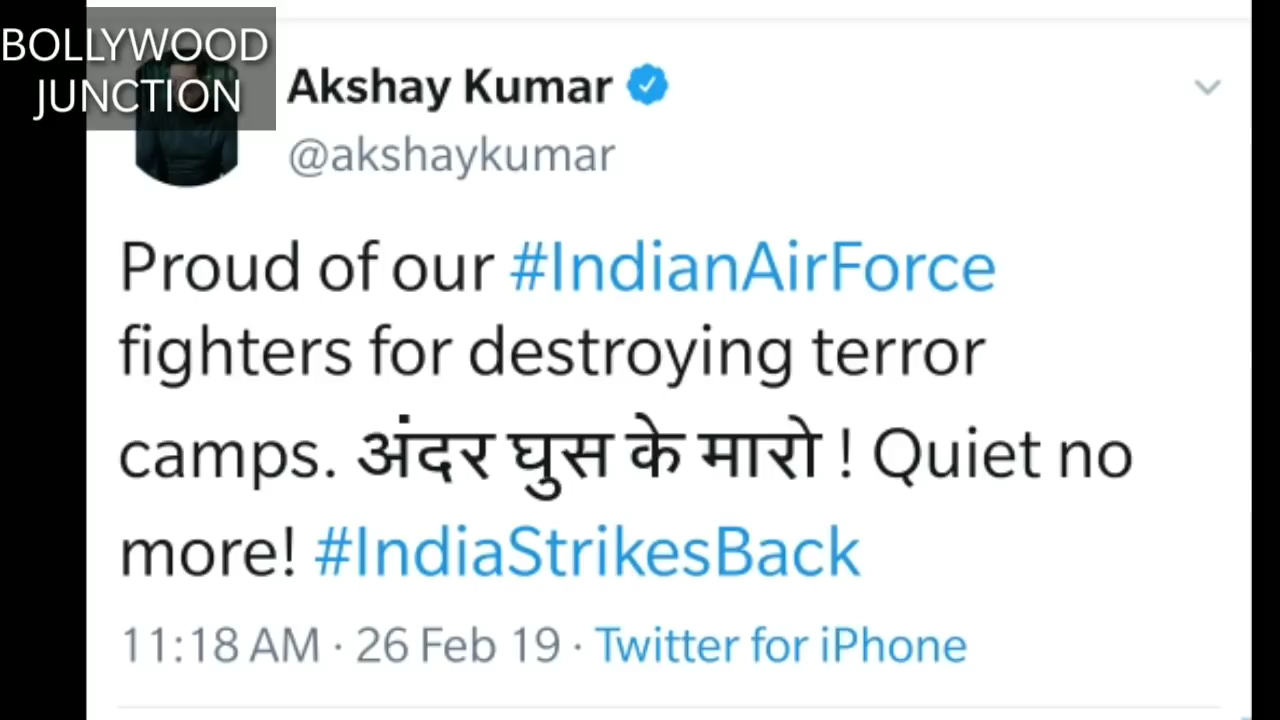 BOLLYWOOD
JUNCTION
Akshay Kumar
@akshaykumar
Proud of our #IndianAirForce
fighters for destroying terror
camps. अंदर घुस के मारो ! Quiet no
more! #IndiaStrikesBack
11:18 AM · 26 Feb 19 · Twitter for iPhone